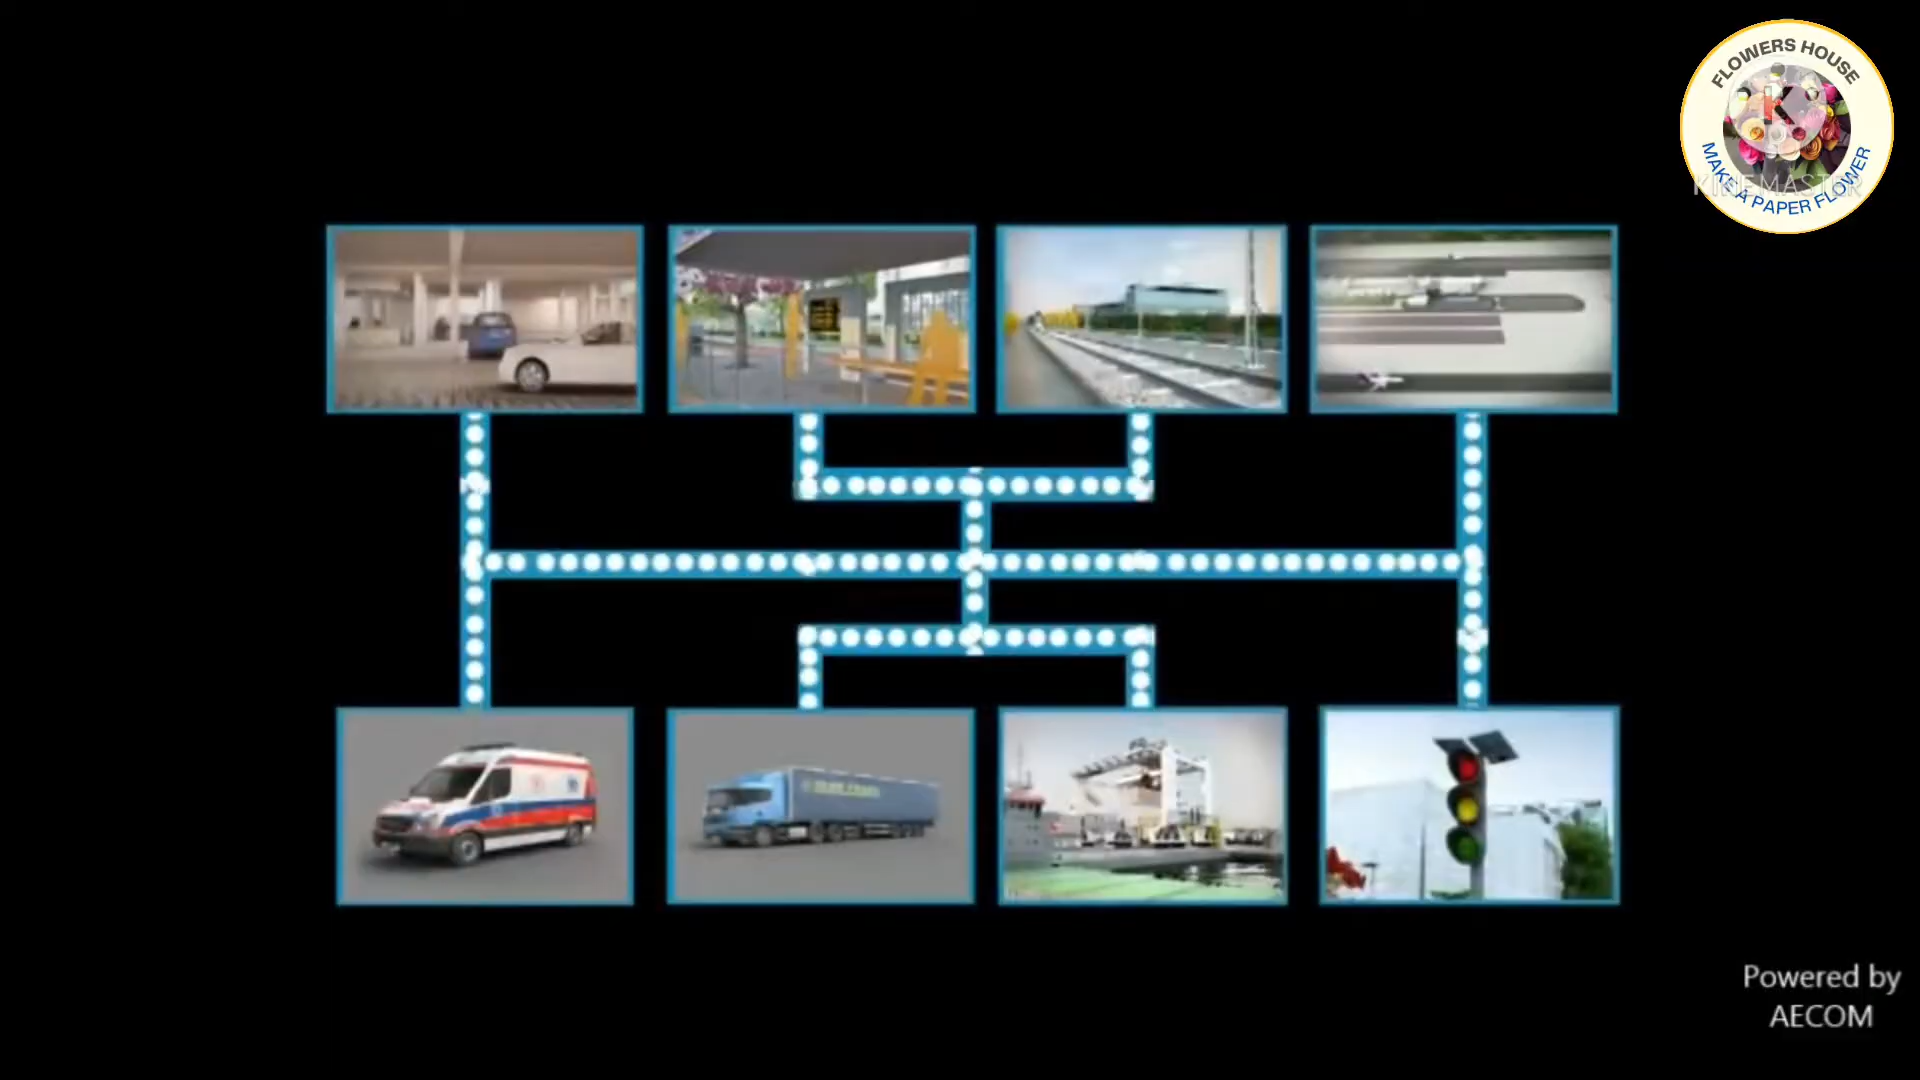 FLOWERS HOUSE
MAKE A PAPER FLOWER
KINEMASTER
Powered by
AECOM